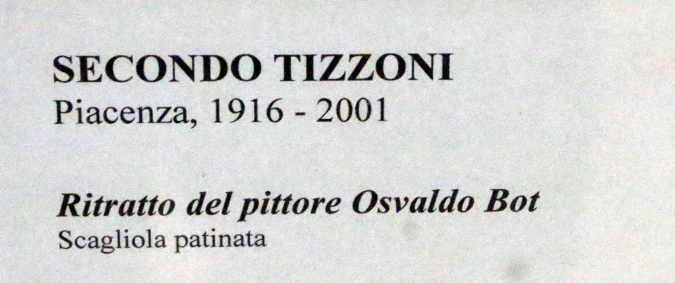 SECONDO TIZZONI
Piacenza, 1916 - 2001
Ritratto del pittore Osvaldo Bot
Scagliola patinata